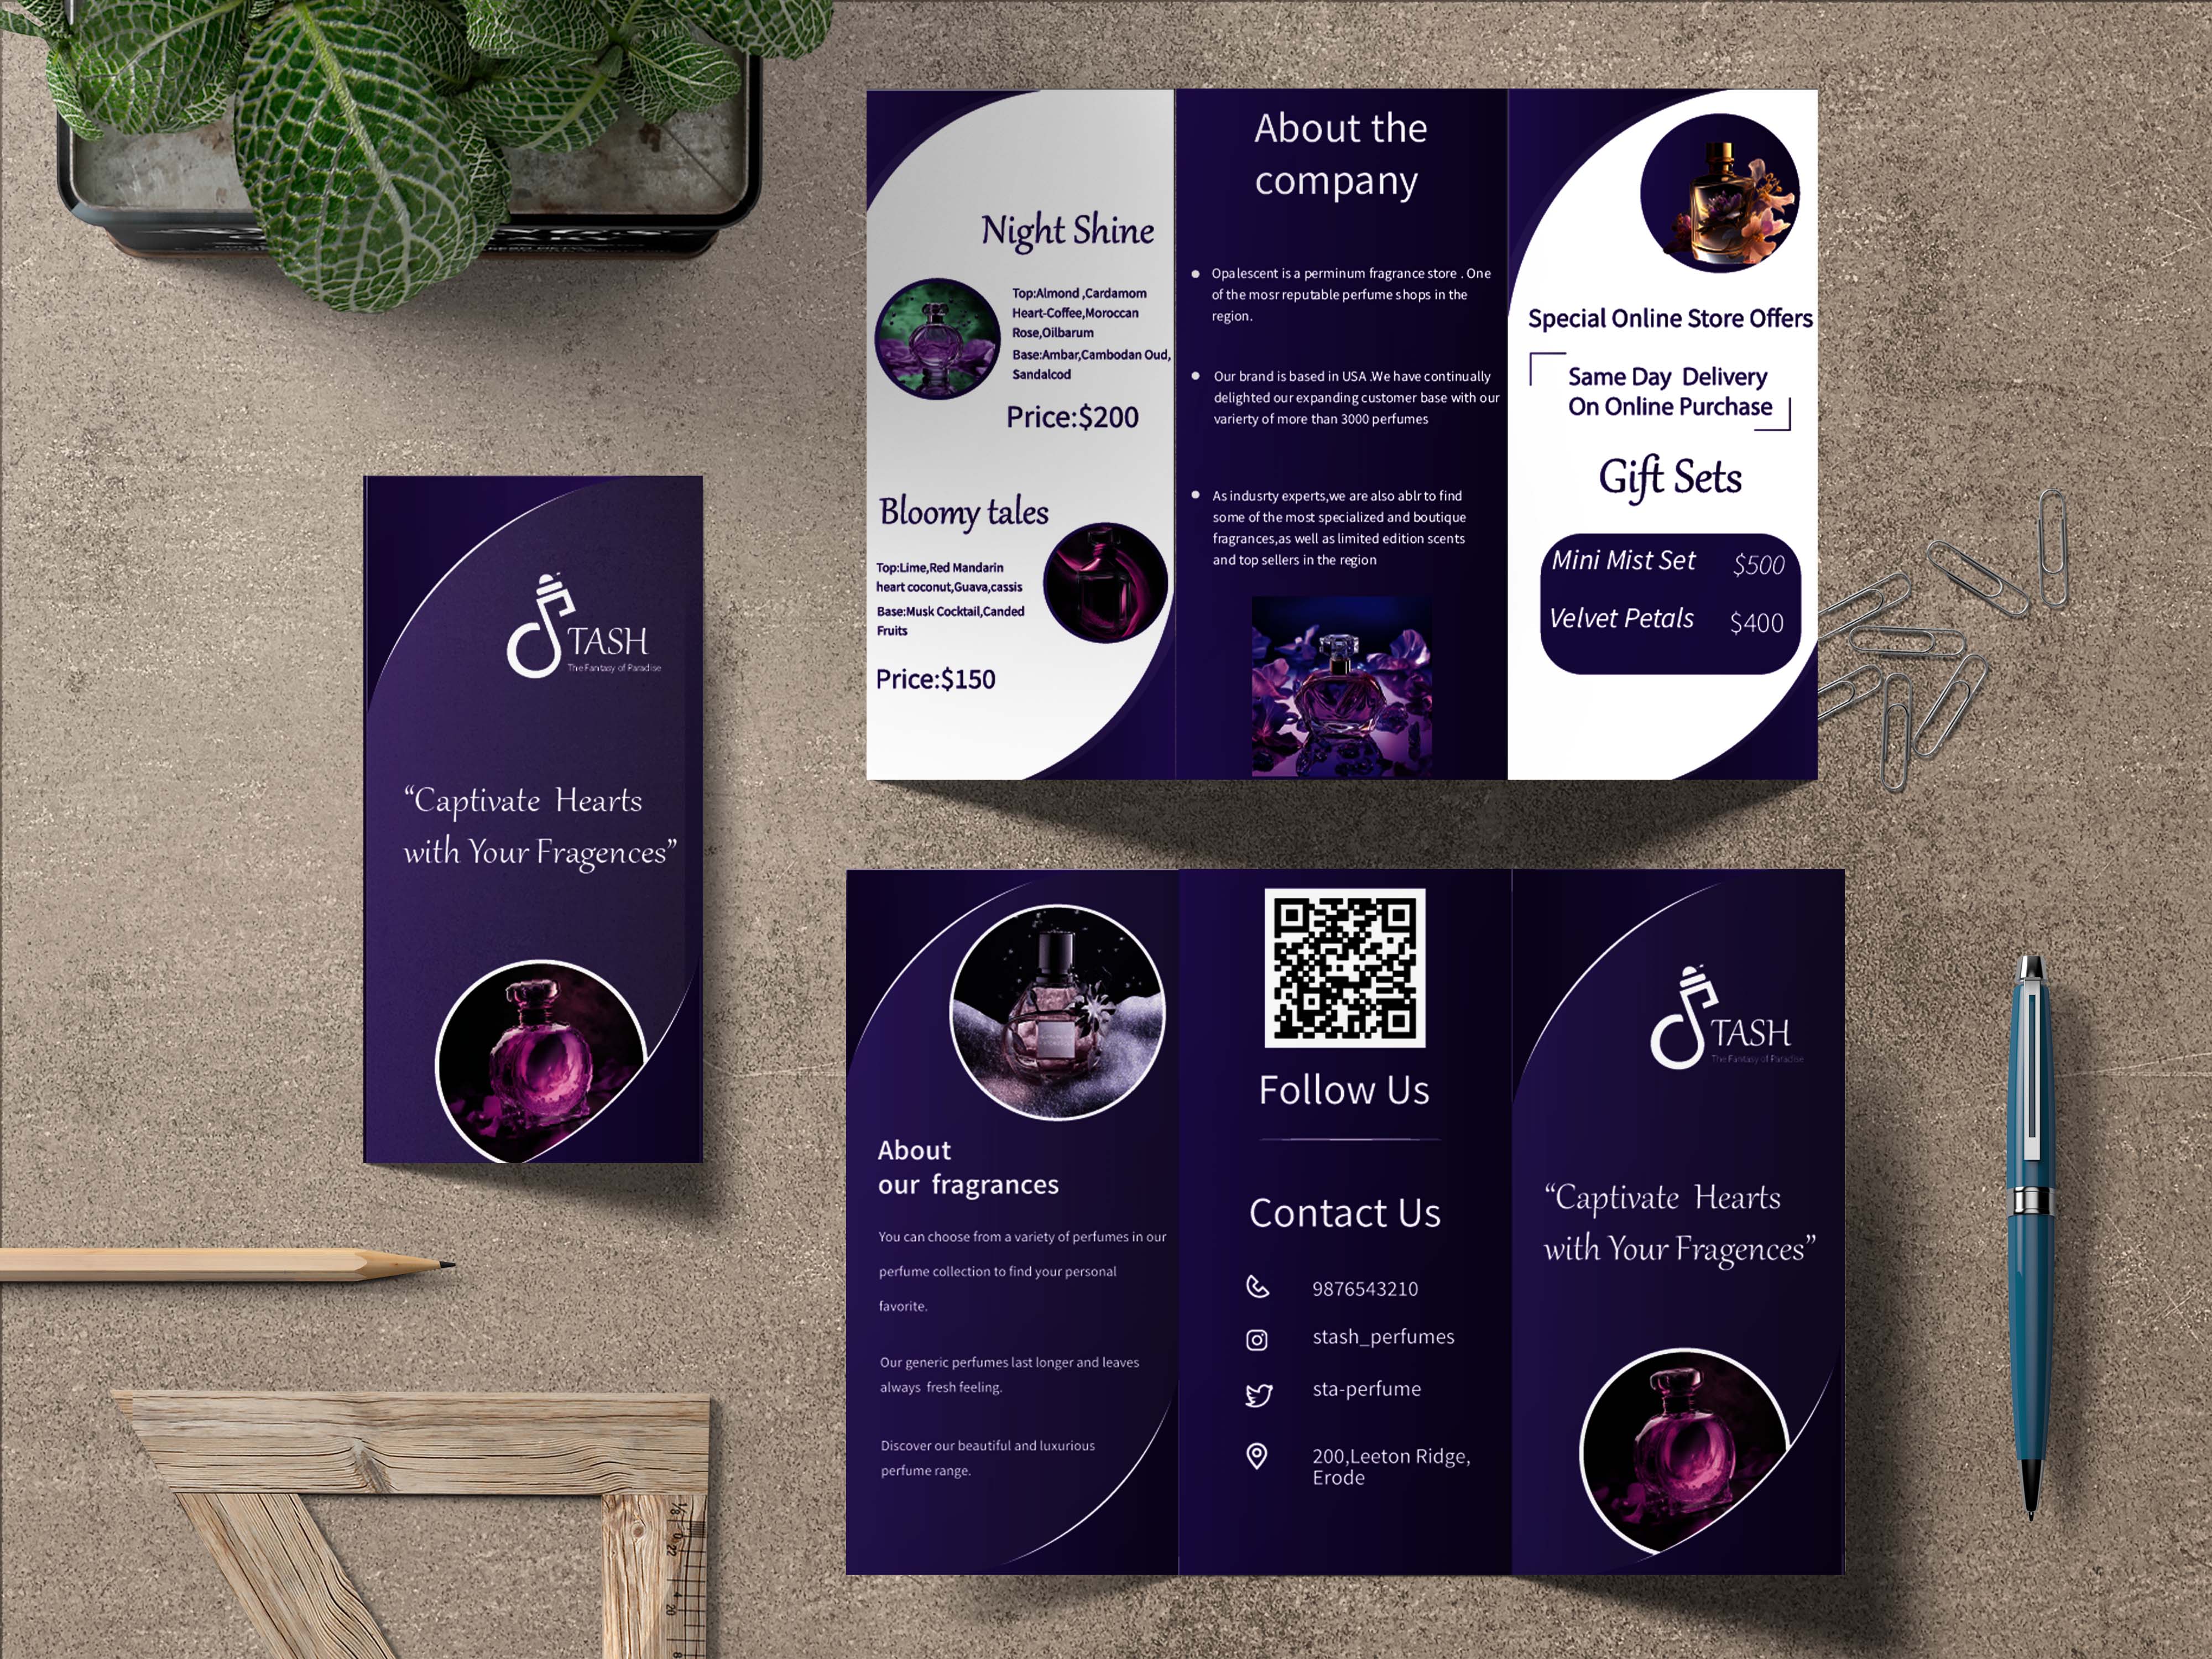 TASH
The Fantasy of Paradise
“Captivate Hearts
with Your Fragences”
Night Shine
Top:Almond ,Cardamom
Heart-Coffee,Moroccan
Rose,Oilbarum
Base:Ambar,Cambodan Oud,
Sandalcod
Price:$200
Bloomy tales
Top:Lime,Red Mandarin
heart coconut,Guava,cassis
Base:Musk Cocktail,Canded
Fruits
Price:$150
About the
company
Opalescent is a perminum fragrance store . One
of the mosr reputable perfume shops in the
region.
Our brand is based in USA .We have continually
delighted our expanding customer base with our
varierty of more than 3000 perfumes
As indusrty experts,we are also ablr to find
some of the most specialized and boutique
fragrances,as well as limited edition scents
and top sellers in the region
Special Online Store Offers
Same Day Delivery
On Online Purchase
Gift Sets
Mini Mist Set $500
Velvet Petals $400
About
our fragrances
You can choose from a variety of perfumes in our
perfume collection to find your personal
favorite.
Our generic perfumes last longer and leaves
always fresh feeling.
Discover our beautiful and luxurious
perfume range.
Follow Us
Contact Us
9876543210
stash_perfumes
sta-perfume
200,Leeton Ridge,
Erode
TASH
The Fantasy of Paradise
“Captivate Hearts
with Your Fragences”